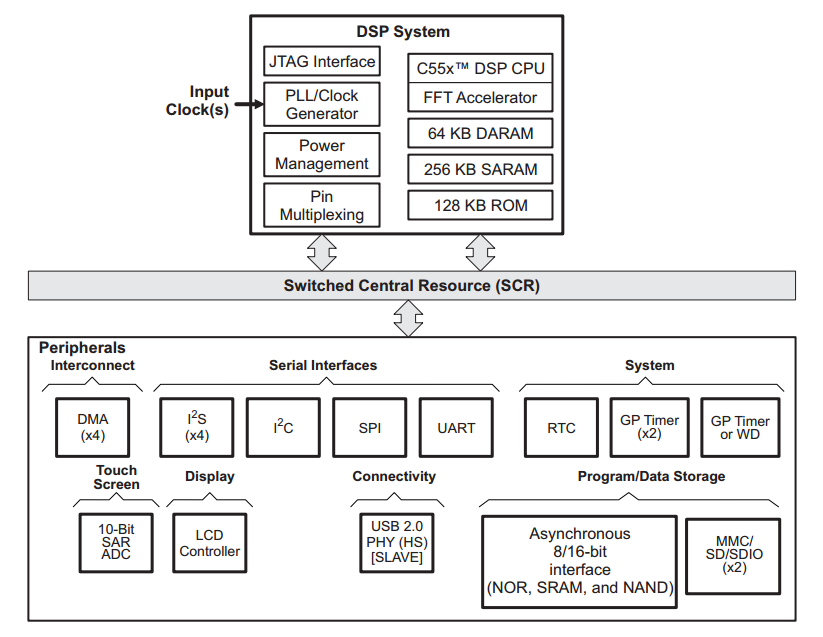 DSP System
JTAG Interface
Input
Clock(s)
PLL/Clock
Generator
Power
Management
Pin
Multiplexing
C55x™ DSP CPU
FFT Accelerator
64 KB DARAM
256 KB SARAM
128 KB ROM
Switched Central Resource (SCR)
Peripherals
Interconnect
Serial Interfaces
System
DMA
(x4)
I2S
(x4)
I2C
SPI
UART
RTC
GP Timer
(x2)
GP Timer
or WD
Touch
Screen
Display
Connectivity
Program/Data Storage
10-Bit
SAR
ADC
LCD
Controller
USB 2.0
PHY (HS)
[SLAVE]
Asynchronous
8/16-bit
interface
(NOR, SRAM, and NAND)
MMC/
SD/SDIO
(x2)